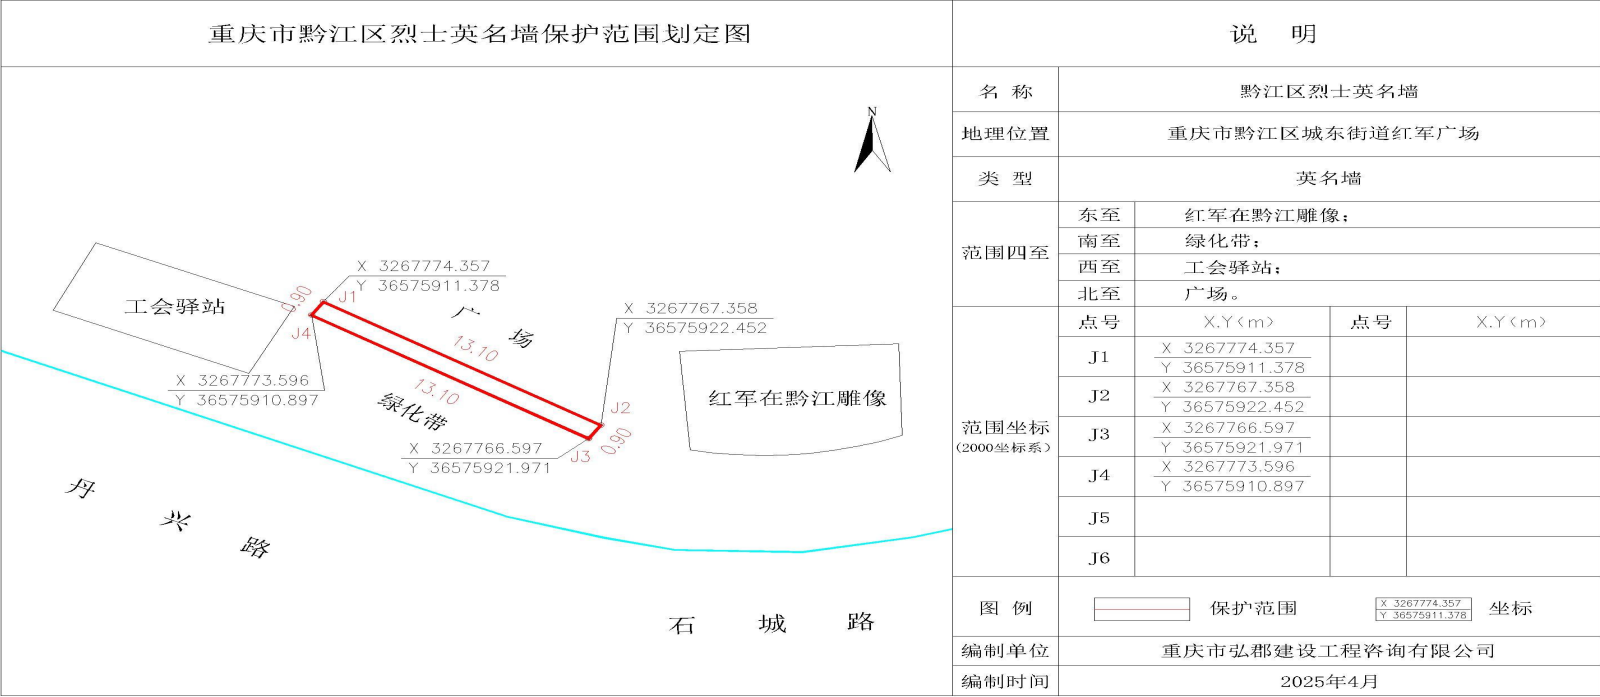 重庆市黔江区烈士英名墙保护范围划定图
N
X 3267774.357
Y 36575911.378
0.90
J1
工会驿站
J4
广场
13.10
X 3267767.358
Y 36575922.452
X 3267773.596
Y 36575910.897
13.10
绿化带
红军在黔江雕像
J2
0.90
X 3267766.597
Y 36575921.971
J3
丹兴路
石城路
说 明
名 称
黔江区烈士英名墙
地理位置
重庆市黔江区城东街道红军广场
类 型
英名墙
范围四至
东至
红军在黔江雕像;
南至
绿化带;
西至
工会驿站;
北至
广场。
范围坐标
(2000坐标系)
点号
X.Y(m)
点号
X.Y(m)
J1
X 3267774.357
Y 36575911.378
J2
X 3267767.358
Y 36575922.452
J3
X 3267766.597
Y 36575921.971
J4
X 3267773.596
Y 36575910.897
J5
J6
图 例
保护范围
X 3267774.357
Y 36575911.378
坐标
编制单位
重庆市弘郡建设工程咨询有限公司
编制时间
2025年4月